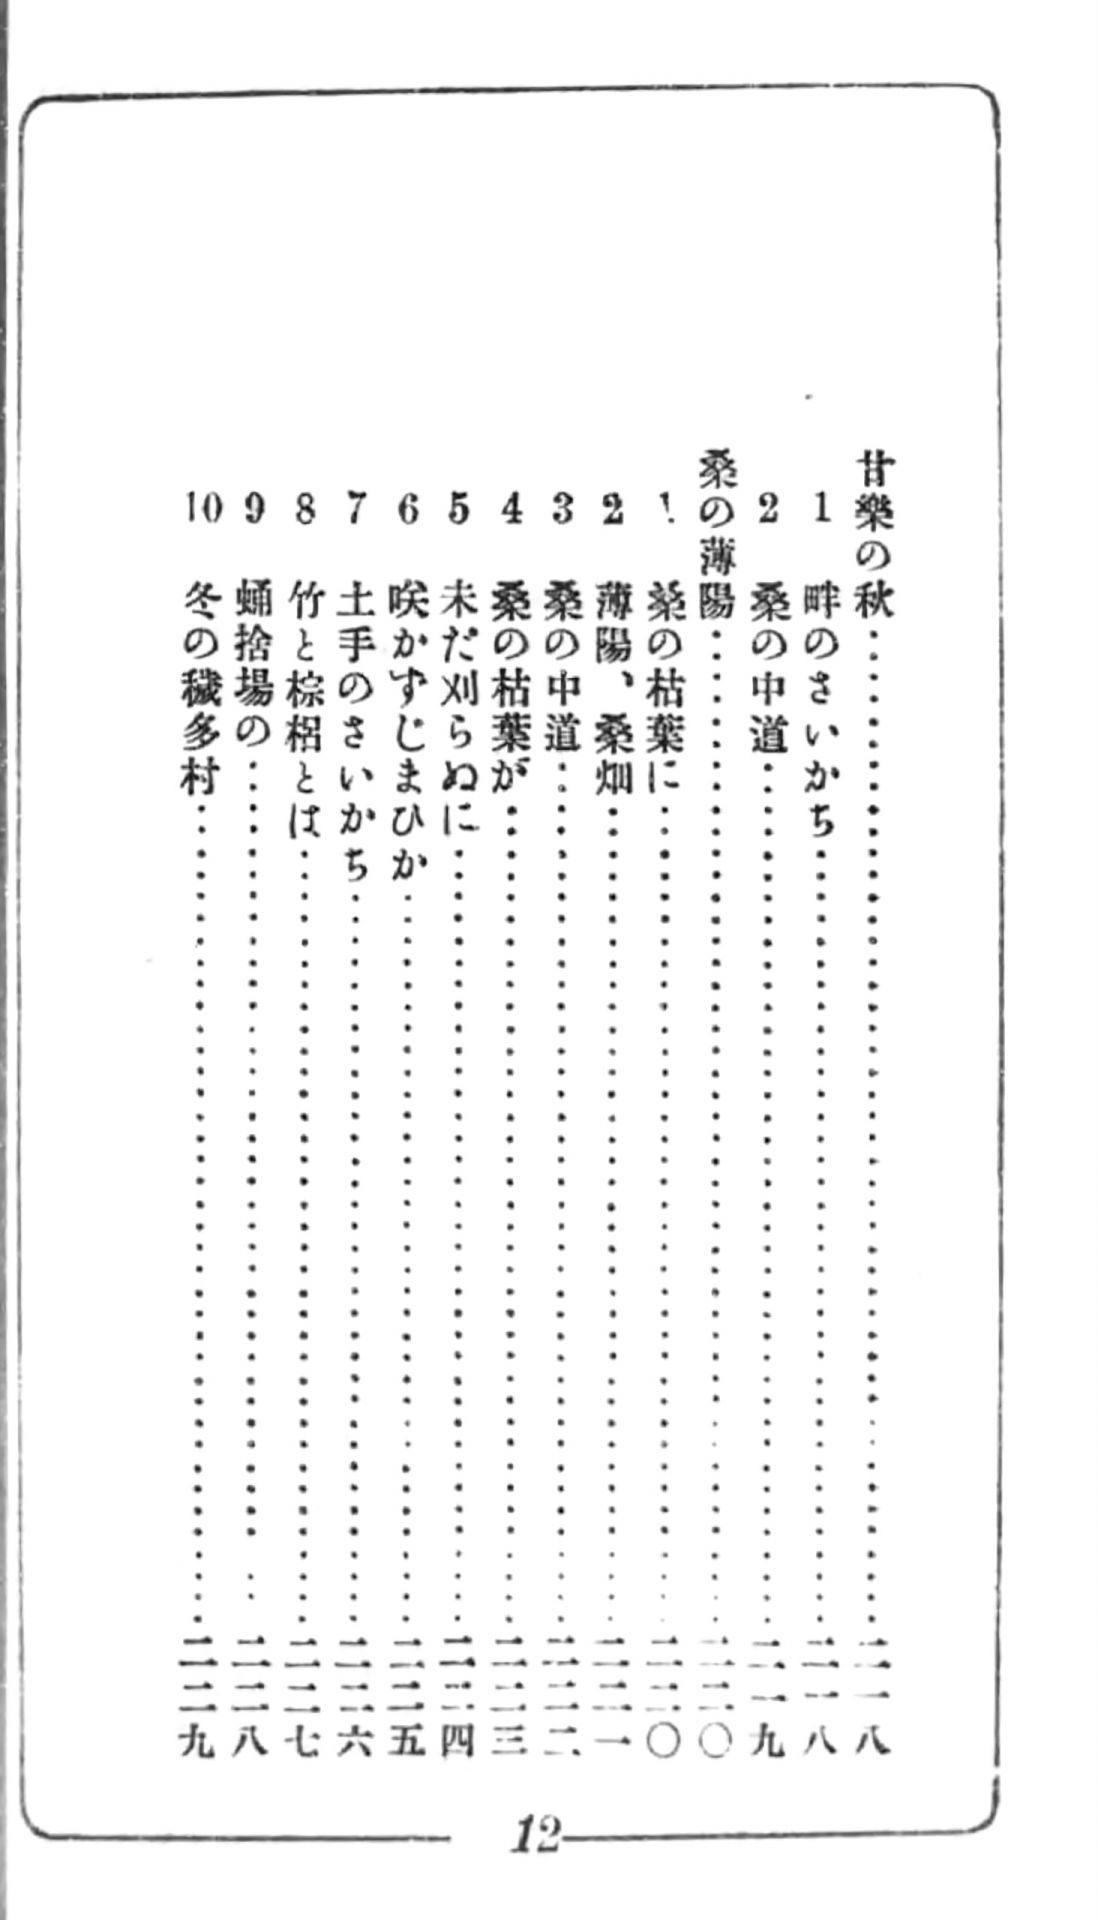 甘樂の秋……二一八
1 畔のさいかち……二一八
2 桑の中道……二一九
桑の薄陽……二二〇
1 桑の枯葉に……二二〇
2 薄陽、桑畑……二二一
3 桑の中道……二二二
4 桑の枯葉が……二二三
5 未だ刈らぬに……二二四
6 咲かずじまひか……二二五
7 土手のさいかち……二二六
8 竹と棕梠とは……二二七
9 蛹捨場の……二二八
10 冬の穢多村……二二九
12